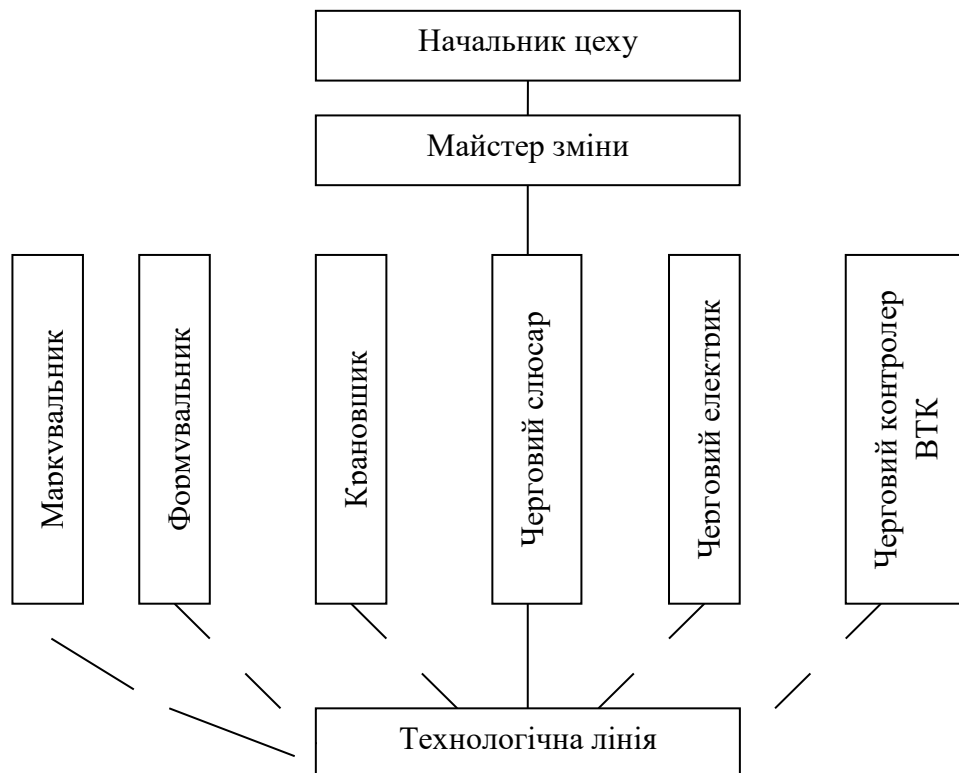 Начальник цеху
Майстер зміни
Маркувальник
Формувальник
Крановщик
Черговий слюсар
Черговий електрик
Черговий контролер
ВТК
Технологічна лінія